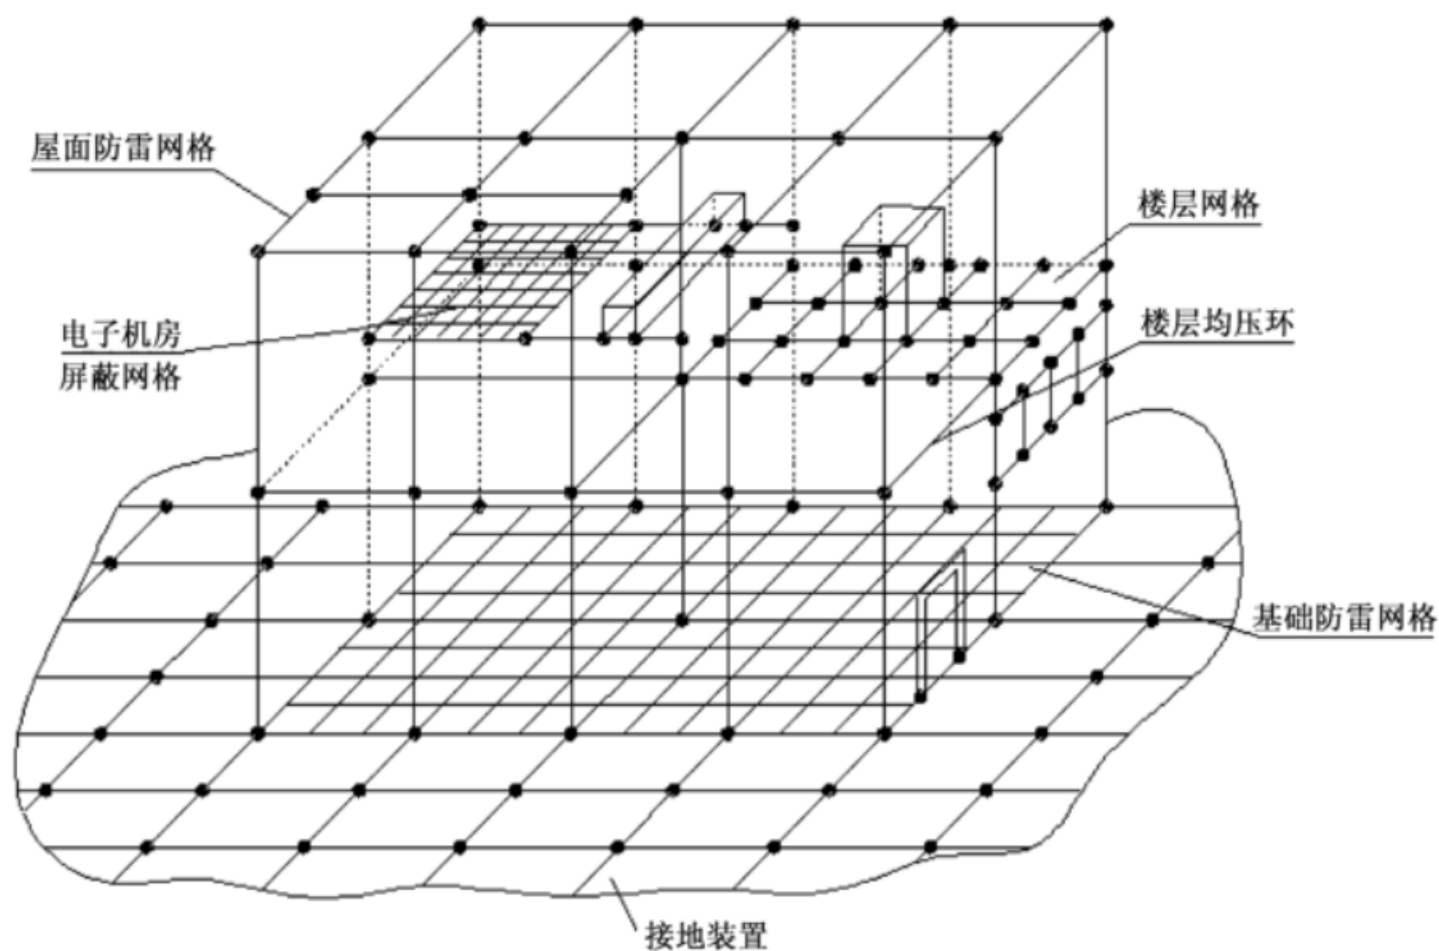 屋面防雷网格
楼层网格
楼层均压环
电子机房
屏蔽网格
基础防雷网格
接地装置